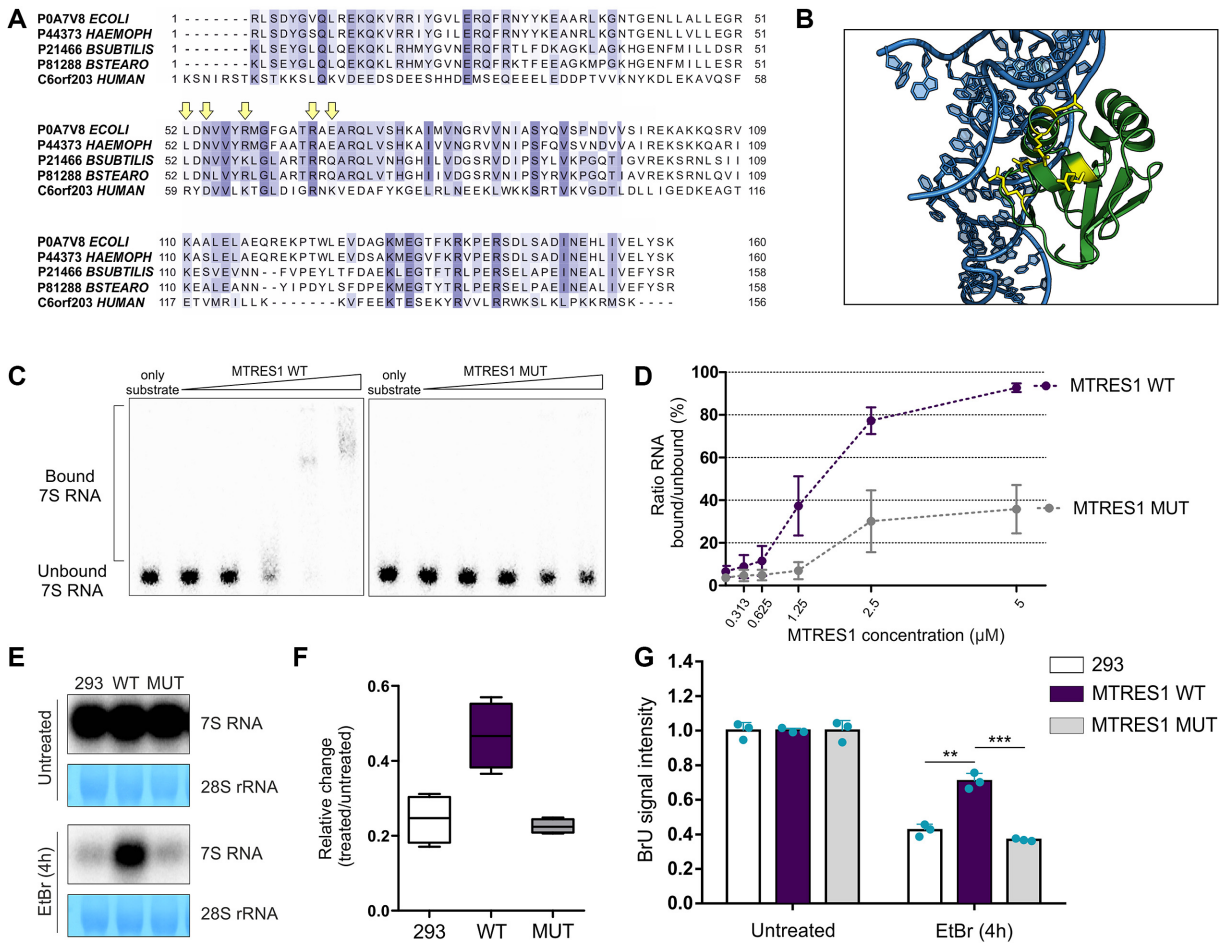 A
P0A7V8 ECOLI 1 - - - - - - - RLSDYGVQLREKQKVRRIYGVLERQFRNYYKEAARLKGNTGENLLALLEGR 51
P44373 HAEMOPH 1 - - - - - - - RLSDYGSQLREKQKLRRIYGILERQFRNYYKEANRLKGNTGENLLVLLEGR 51
P21466 BSUBTILIS 1 - - - - - - - KLSEYGLQLQEKQKVRHMYGVNERQFRTLFDKAGKLAGKHGENFMILLDSR 51
P81288 BSTEARO 1 - - - - - - - KLSEYGLQLQEKQKLRHMYGVNERQFRKTFEEAGKMPGKHGENFMILLESR 51
C6orf203 HUMAN 1 KSNIRSTKSTKKSLQKVDEEDSDEESHHDEMSEQEEELEDDPTVVKNYKDLEKAVQSF 58
P0A7V8 ECOLI 52 LDNVVYRMGFGATRAEARQLVSHKAIMVNGRVVNIASYQVSPNDVVSIREKAKKQSRV 109
P44373 HAEMOPH 52 LDNVVYRMGFAATRAEARQLVSHKAIVVNGRVVNIPSFQVSVNDVVAIREKSKKQARI 109
P21466 BSUBTILIS 52 LDNLVYKLGLARTRRQARQLVNHGHILVDGSRVDIPSYLVKPGQTIGVREKSRNLSII 109
P81288 BSTEARO 52 LDNLVYRLGLARTRRQARQLVTHGHILVDGSRVNIPSYRVKPGQTIAVREKSRNLQVI 109
C6orf203 HUMAN 59 RYDVVLKTGLDIGRNKVEDAFYKGELRLNEEKLWKKSRTVKVGDTLDLLIGEDKEAGT 116
P0A7V8 ECOLI 110 KAALELAEQREKPTWLEVDAGKMEGTFKRKPERSDLSADINEHLIVELYSK 160
P44373 HAEMOPH 110 KASLELAEQREKPTWLEVDSAKMEGVFKRVPERSDLSADINEHLIVELYSK 160
P21466 BSUBTILIS 110 KESVEVNN - - FVPEYLTFDAEKLEGTFTRLPERSELAPEINEALIVEFYSR 158
P81288 BSTEARO 110 KEALEANN - - YIPDYLSFDPEKMEGTYTRLPERSELPAEINEALIVEFYSR 158
C6orf203 HUMAN 117 ETVMRILLK - - - - - - - KVFEEKTESEKYRVVLRRWKSLKLPKKRMSK - - - - 156
B
C
only substrate
MTRES1 WT
only substrate
MTRES1 MUT
Bound
7S RNA
Unbound
7S RNA
D
Ratio RNA
bound/unbound (%)
100
80
60
40
20
0
0.313
0.625
1.25
2.5
5
MTRES1 concentration (µM)
MTRES1 WT
MTRES1 MUT
E
293 WT MUT
Untreated
7S RNA
28S rRNA
EtBr (4h)
7S RNA
28S rRNA
F
Relative change
(treated/untreated)
0.6
0.4
0.2
0.0
293 WT MUT
G
BrU signal intensity
1.4
1.2
1.0
0.8
0.6
0.4
0.2
0.0
** ***
Untreated EtBr (4h)
293
MTRES1 WT
MTRES1 MUT